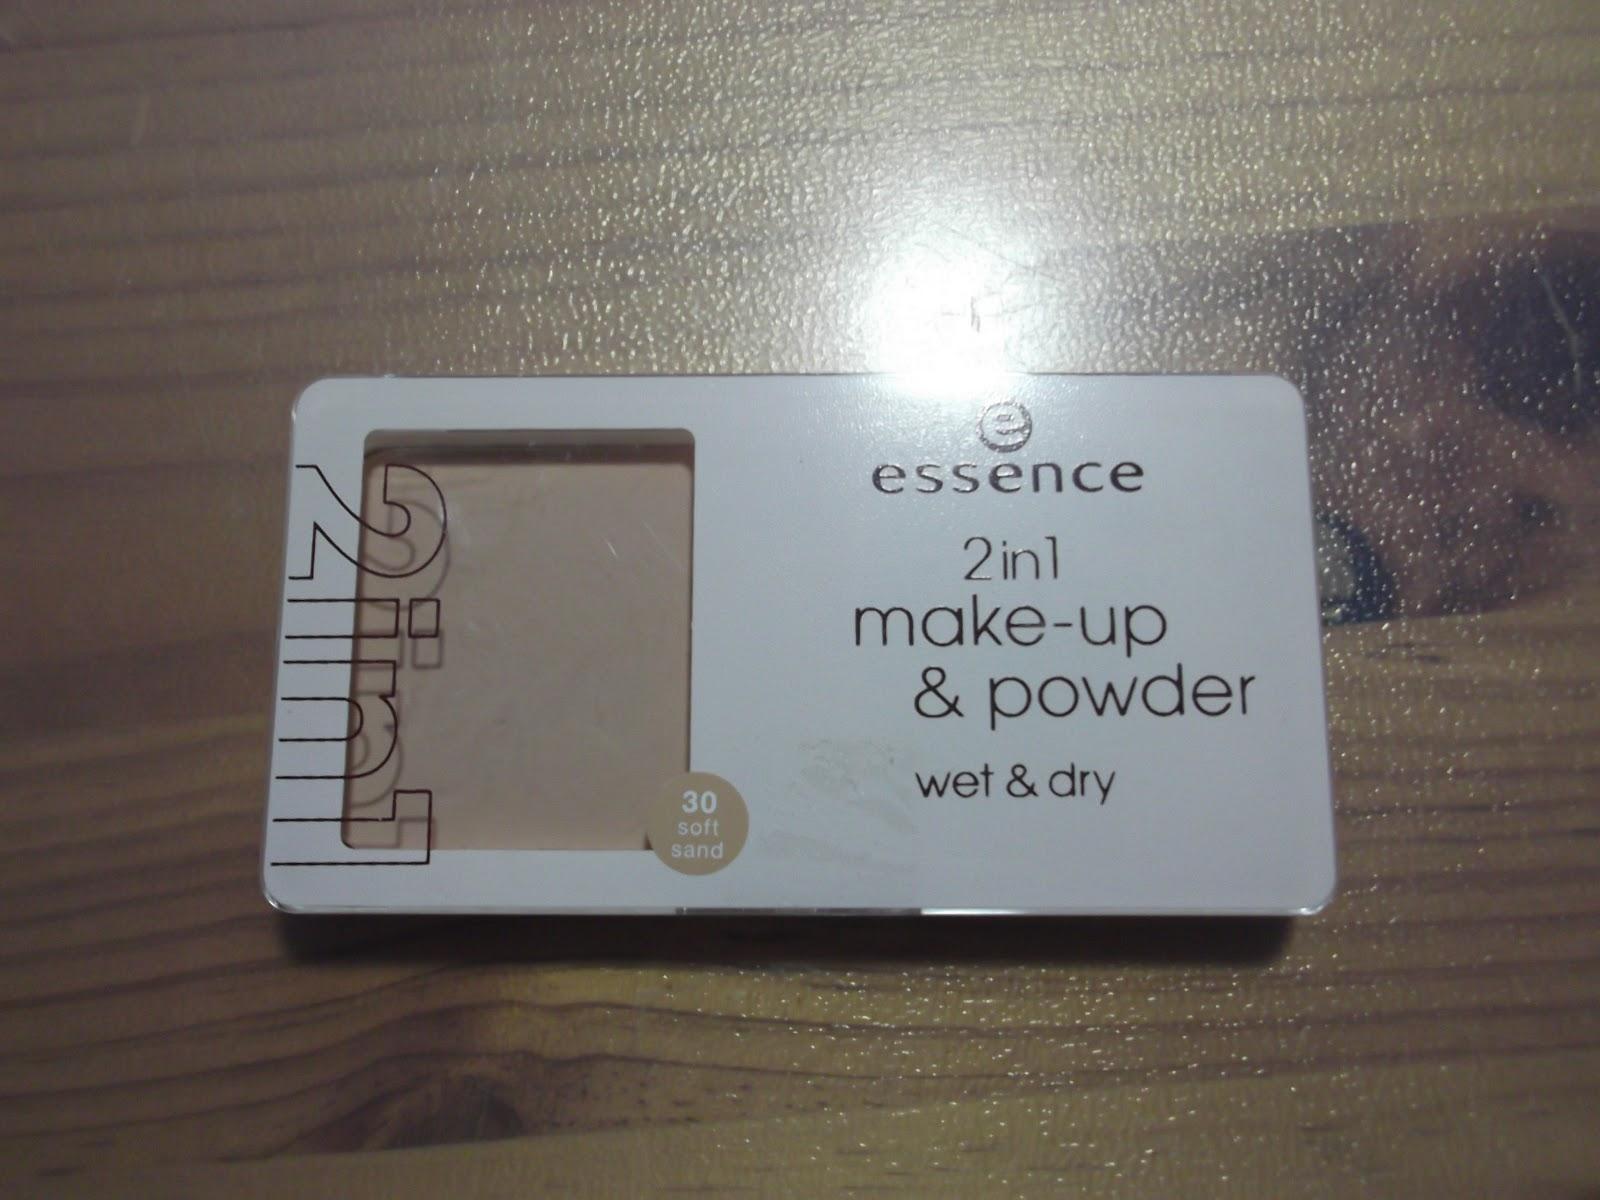 2in1
e
essence
2in1
make-up
& powder
wet & dry
30
soft
sand